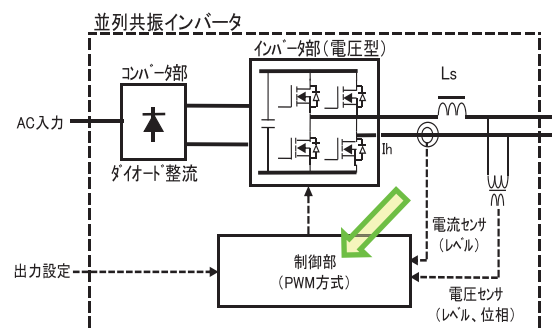 並列共振インバータ
インバータ部(電圧型)
コンバータ部
Ls
AC入力
Ih
ダイオード整流
電流センサ
(レベル)
制御部
(PWM方式)
出力設定
電圧センサ
(レベル、位相)